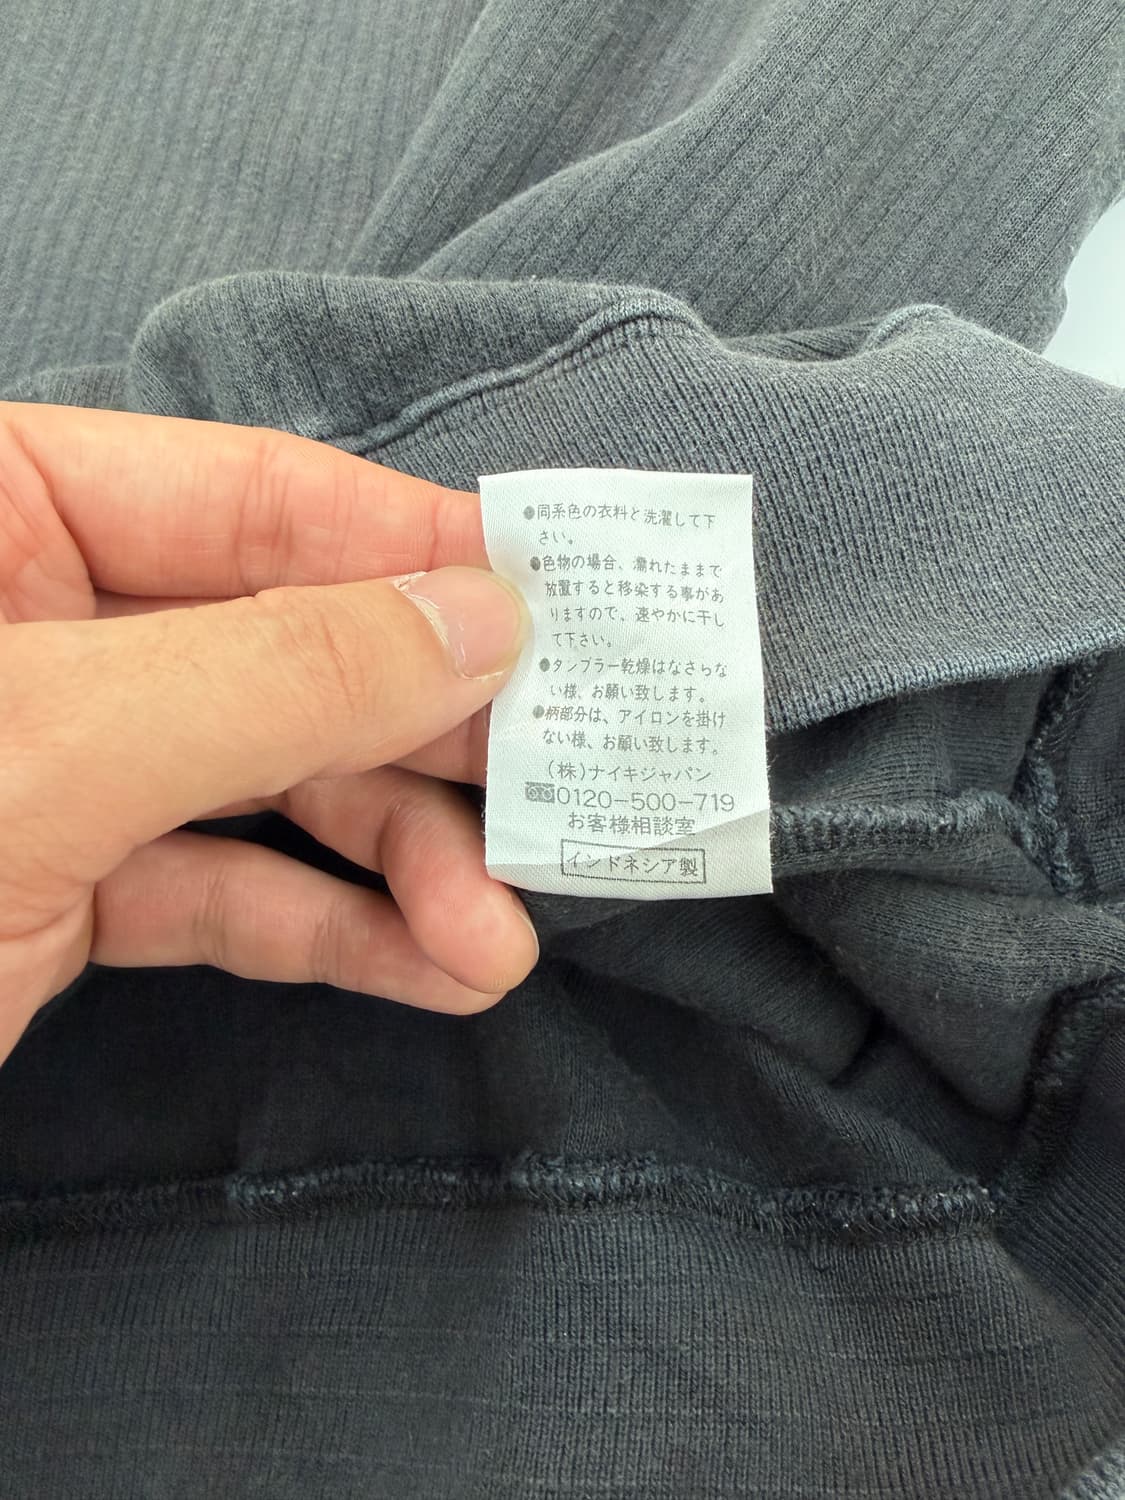 ●同系色の衣料と洗濯して下
さい。
●色物の場合、濡れたままで
放置すると移染する事があ
りますので、速やかに干し
て下さい。
●タンブラー乾燥はなさらな
い様、お願い致します。
●柄部分は、アイロンを掛け
ない様、お願い致します。
(株)ナイキジャパン
0120-500-719
お客様相談室
インドネシア製